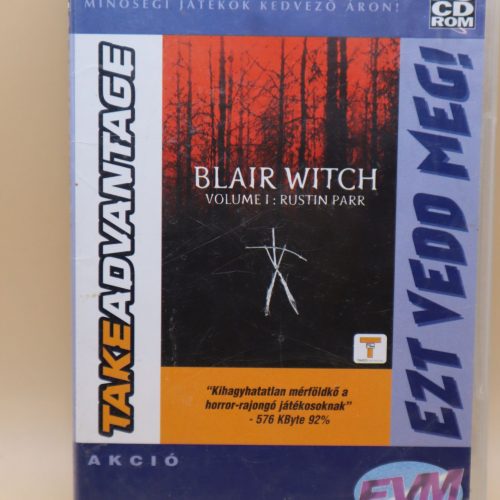 MINŐSÉGI JÁTÉKOK KEDVEZŐ ÁRON!
CD
ROM
TAKEADVANTAGE
BLAIR WITCH
VOLUME I : RUSTIN PARR
EZT VEDD MEG!
T
"Kihagyhatatlan mérföldkő a
horror-rajongó játékosoknak"
- 576 KByte 92%
AKCIÓ
EVM